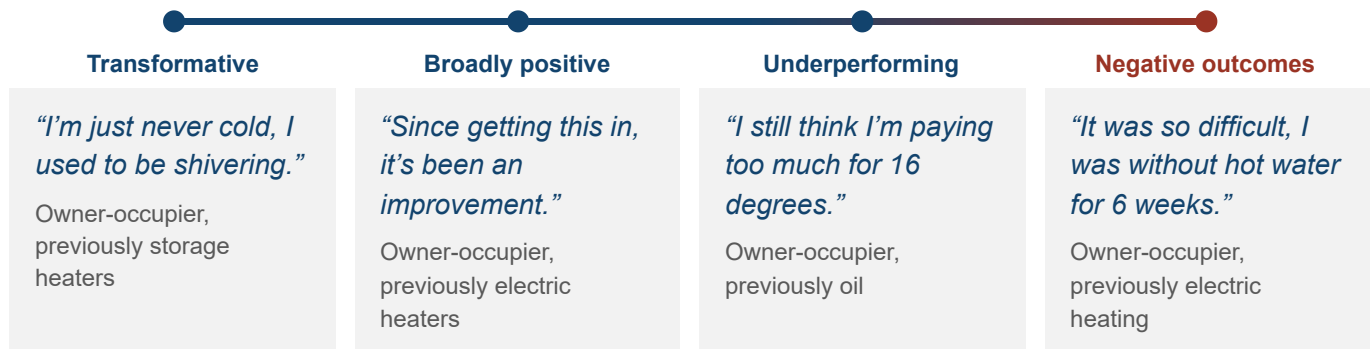 Transformative
“I’m just never cold, I
used to be shivering.”
Owner-occupier,
previously storage
heaters
Broadly positive
“Since getting this in,
it’s been an
improvement.”
Owner-occupier,
previously electric
heaters
Underperforming
“I still think I’m paying
too much for 16
degrees.”
Owner-occupier,
previously oil
Negative outcomes
“It was so difficult, I
was without hot water
for 6 weeks.”
Owner-occupier,
previously electric
heating